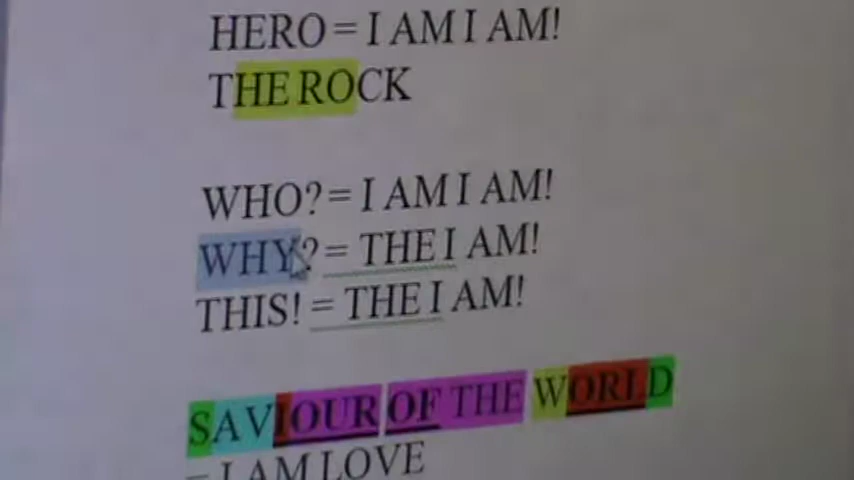 HERO = I AM I AM!
THE ROCK
WHO? = I AM I AM!
WHY? = THE I AM!
THIS! = THE I AM!
SAVIOUR OF THE WORLD
= I AM LOVE